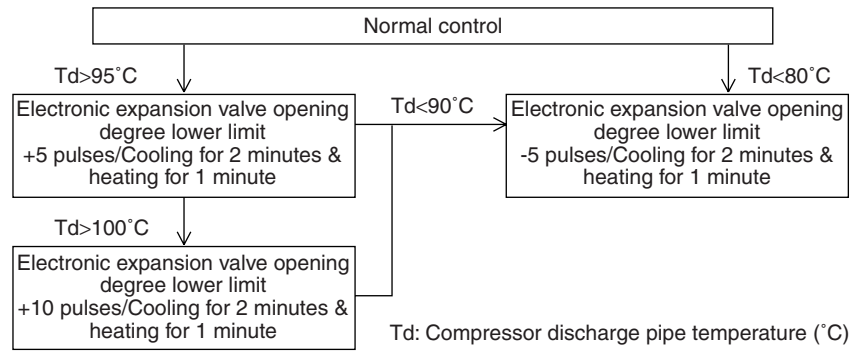 Normal control
Td>95˚C
Td<80˚C
Electronic expansion valve opening
degree lower limit
+5 pulses/Cooling for 2 minutes &
heating for 1 minute
Td<90˚C
Electronic expansion valve opening
degree lower limit
-5 pulses/Cooling for 2 minutes &
heating for 1 minute
Td>100˚C
Electronic expansion valve opening
degree lower limit
+10 pulses/Cooling for 2 minutes &
heating for 1 minute
Td: Compressor discharge pipe temperature (˚C)